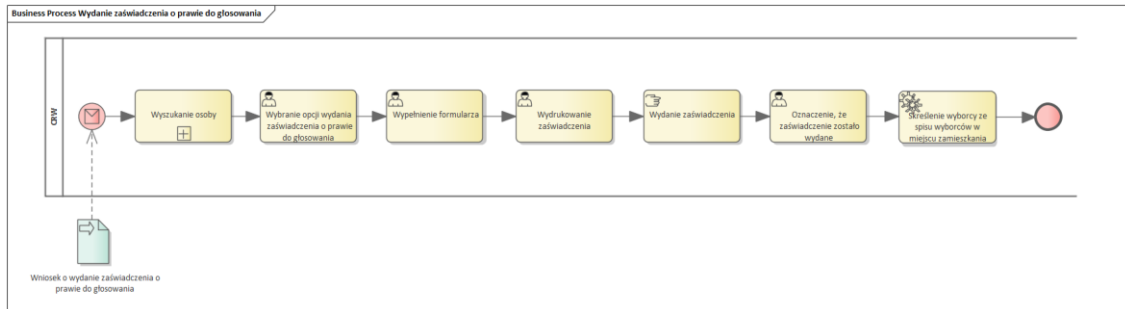 Business Process Wydanie zaświadczenia o prawie do głosowania
CRW
Wyszukanie osoby
Wybranie opcji wydania
zaświadczenia o prawie
do głosowania
Wypełnienie formularza
Wydrukowanie
zaświadczenia
Wydanie zaświadczenia
Oznaczenie, że
zaświadczenie zostało
wydane
Skreślenie wyborcy ze
spisu wyborców w
miejscu zamieszkania
Wniosek o wydanie zaświadczenia o
prawie do głosowania